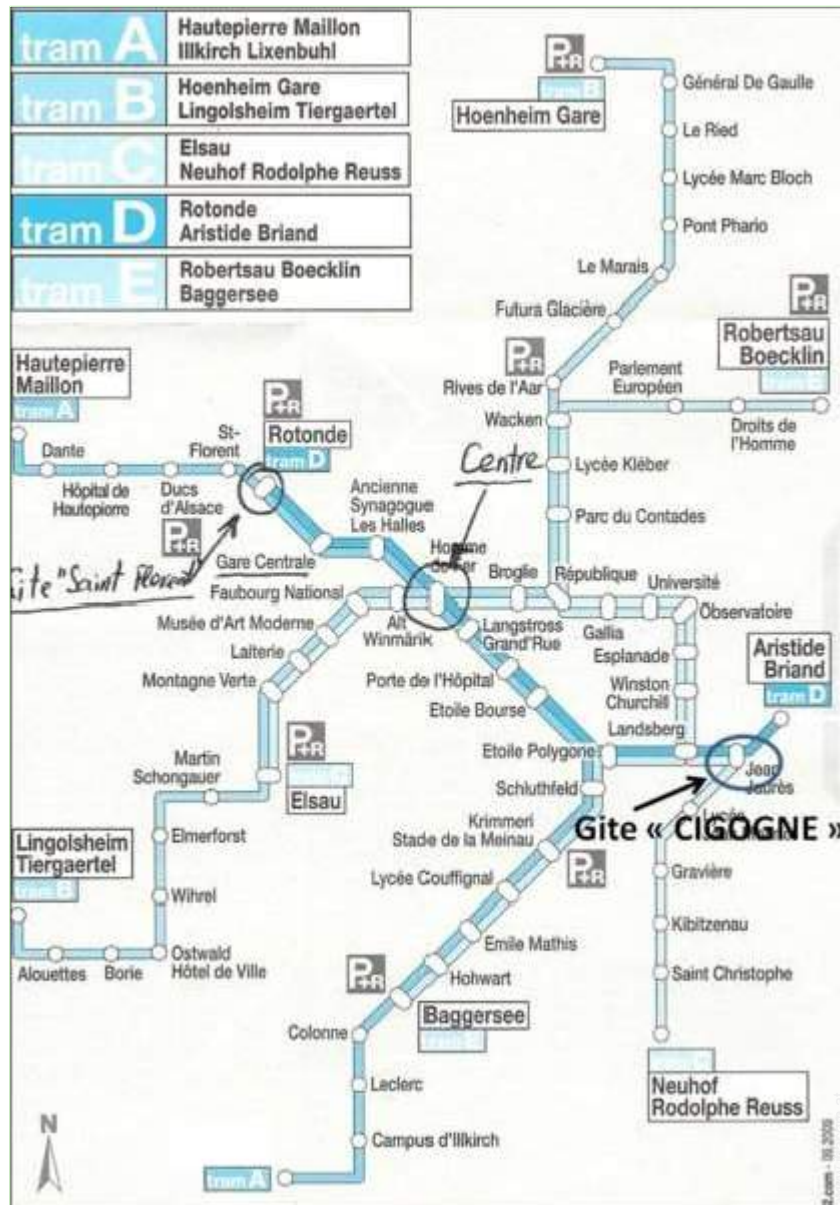 tram A
Hautepierre Maillon
Illkirch Lixenbuhl
tram B
Hoenheim Gare
Lingolsheim Tiergaertel
tram C
Elsau
Neuhof Rodolphe Reuss
tram D
Rotonde
Aristide Briand
tram E
Robertsau Boecklin
Baggersee
P+R
tram B
Hoenheim Gare
Général De Gaulle
Le Ried
Lycée Marc Bloch
Pont Phario
Le Marais
Futura Glacière
P+R
Rives de l'Aar
P+R
Robertsau
Boecklin
tram E
Parlement
Européen
Droits de
l'Homme
Wacken
Lycée Kléber
Parc du Contades
Hautepierre
Maillon
tram A
Dante
Hôpital de
Hautepierre
Ducs
d'Alsace
P+R
St-
Florent
P+R
Rotonde
tram D
Centre
Ancienne
Synagogue
Les Halles
Homme
de Fer
"Saint Florent"
Gare Centrale
Faubourg National
Musée d'Art Moderne
Laiterie
Montagne Verte
Alt
Winmärik
Broglie
République
Université
Observatoire
Langstross
Grand'Rue
Gallia
Esplanade
Winston
Churchill
Landsberg
Aristide
Briand
tram D
Porte de l'Hôpital
Etoile Bourse
Etoile Polygone
Schluthfeld
Jean
Jaurès
Gite « CIGOGNE »
Lycée
P+R
Elsau
Martin
Schongauer
Elmerforst
Wihrel
Ostwald
Hôtel de Ville
Borie
Alouettes
Lingolsheim
Tiergaertel
tram B
Krimmeri
Stade de la Meinau
P+R
Lycée Couffignal
Emile Mathis
Hohwart
P+R
Baggersee
Colonne
Leclerc
Campus d'Illkirch
tram A
Gravière
Kibitzenau
Saint Christophe
Neuhof
Rodolphe Reuss
N
2.com - 09.2009